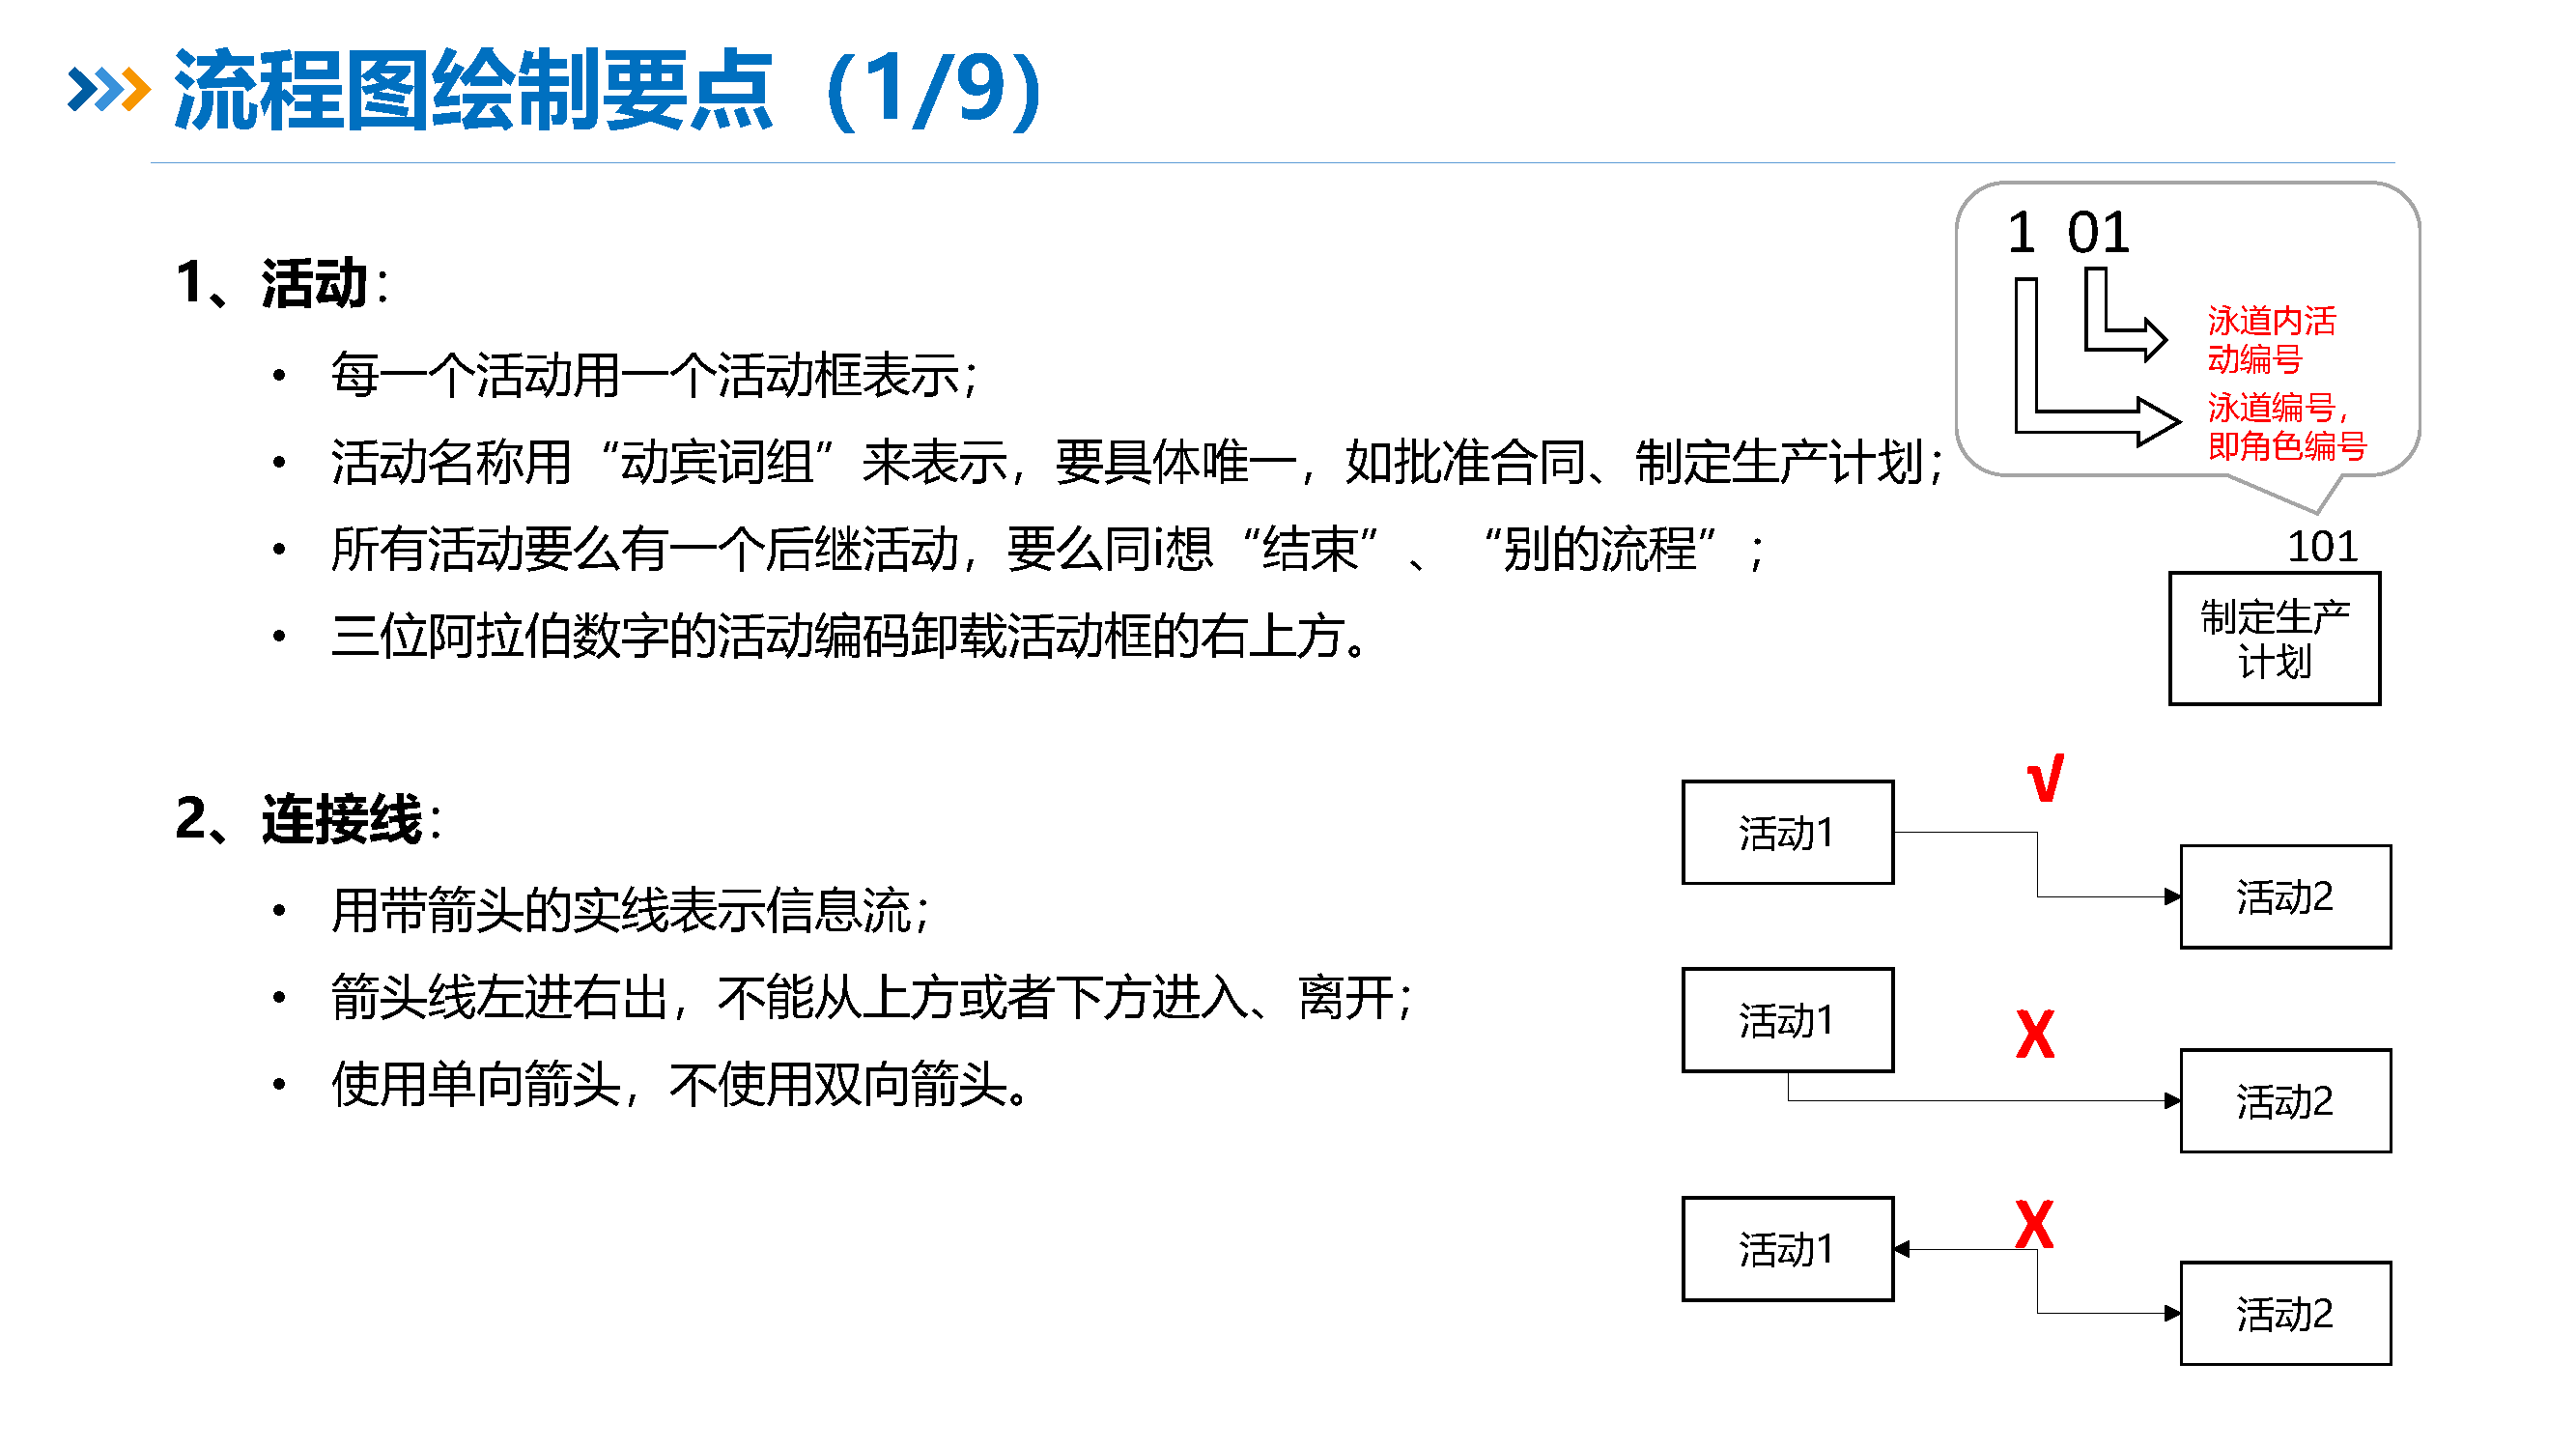 流程图绘制要点（1/9）
1、活动：
• 每一个活动用一个活动框表示；
• 活动名称用“动宾词组”来表示，要具体唯一，如批准合同、制定生产计划；
• 所有活动要么有一个后继活动，要么同i想“结束”、“别的流程”；
• 三位阿拉伯数字的活动编码卸载活动框的右上方。
1 01
泳道内活
动编号
泳道编号，
即角色编号
101
制定生产
计划
2、连接线：
• 用带箭头的实线表示信息流；
• 箭头线左进右出，不能从上方或者下方进入、离开；
• 使用单向箭头，不使用双向箭头。
√
活动1
活动2
活动1
X
活动2
X
活动1
活动2